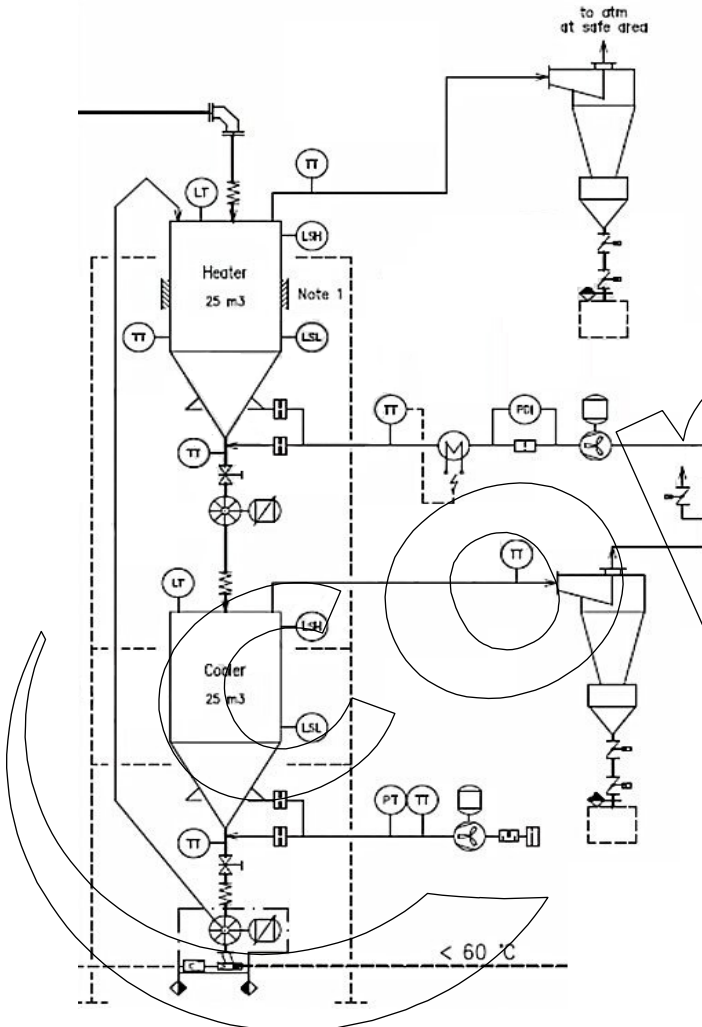 to atm
at safe area
TT
LT
LSH
Heater
25 m3
Note 1
TT
LSL
TT
PDI
M
TT
TT
LT
LSH
Cooler
25 m3
LSL
PT
TT
TT
< 60 °C
C